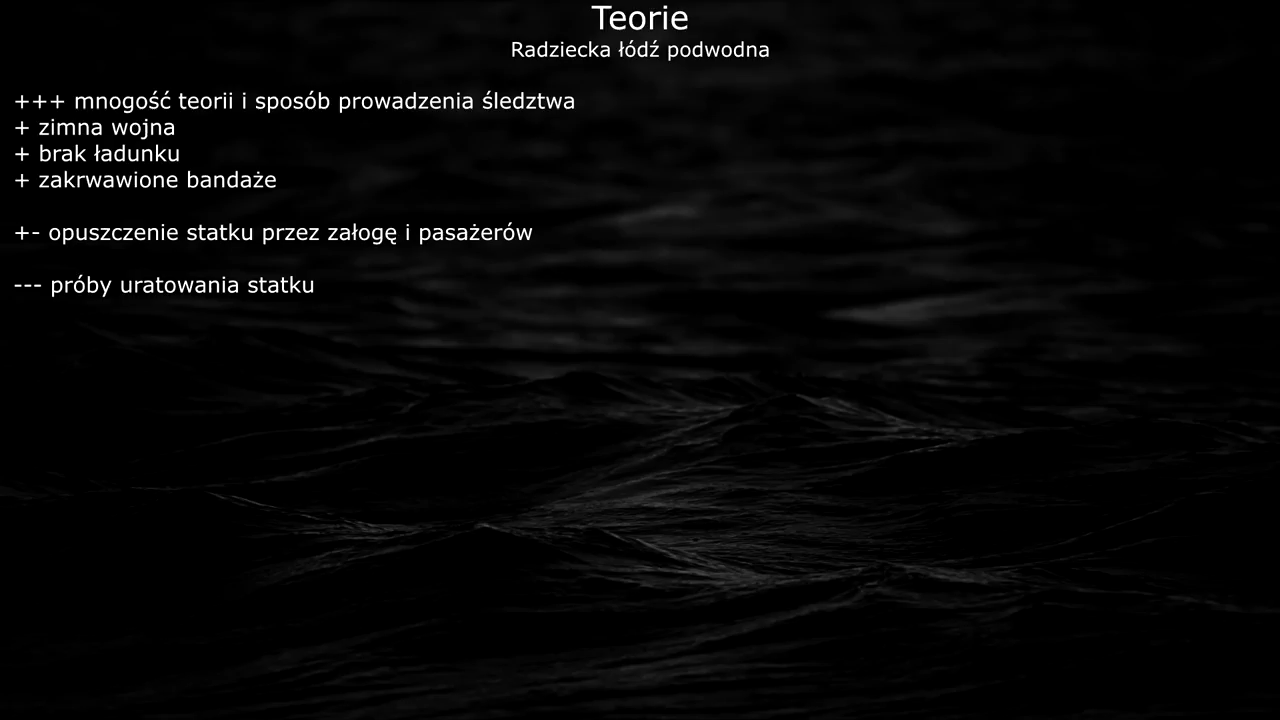 Teorie
Radziecka łódź podwodna
+++ mnogość teorii i sposób prowadzenia śledztwa
+ zimna wojna
+ brak ładunku
+ zakrwawione bandaże
+- opuszczenie statku przez załogę i pasażerów
--- próby uratowania statku